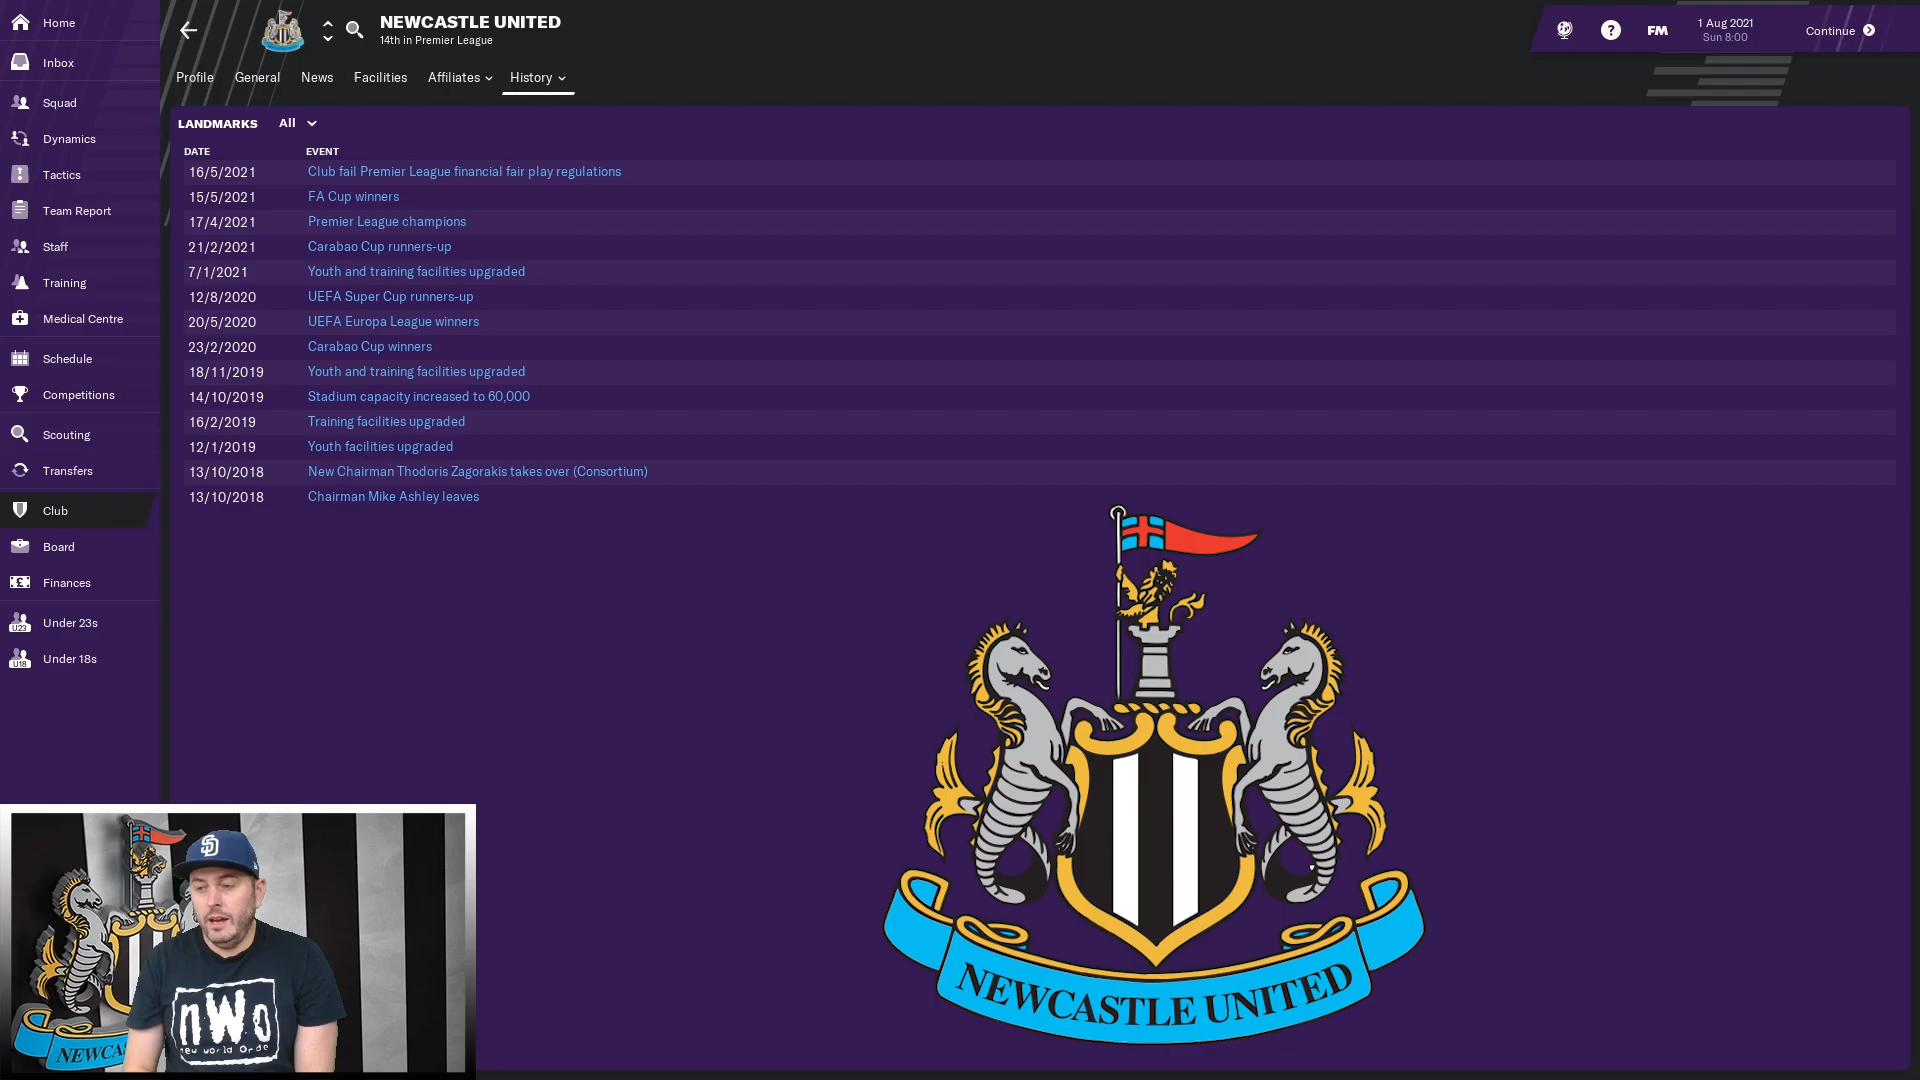 Home
Inbox
Squad
Dynamics
Tactics
Team Report
Staff
Training
Medical Centre
Schedule
Competitions
Scouting
Transfers
Club
Board
Finances
U23
Under 23s
U18
Under 18s
NEWCASTLE UNITED
14th in Premier League
?
FM
1 Aug 2021
Sun 8:00
Continue
Profile General News Facilities Affiliates History
LANDMARKS All
DATE EVENT
16/5/2021 Club fail Premier League financial fair play regulations
15/5/2021 FA Cup winners
17/4/2021 Premier League champions
21/2/2021 Carabao Cup runners-up
7/1/2021 Youth and training facilities upgraded
12/8/2020 UEFA Super Cup runners-up
20/5/2020 UEFA Europa League winners
23/2/2020 Carabao Cup winners
18/11/2019 Youth and training facilities upgraded
14/10/2019 Stadium capacity increased to 60,000
16/2/2019 Training facilities upgraded
12/1/2019 Youth facilities upgraded
13/10/2018 New Chairman Thodoris Zagorakis takes over (Consortium)
13/10/2018 Chairman Mike Ashley leaves
NEWCASTLE UNITED
SD
nWo
new world Orde
NEWCAS